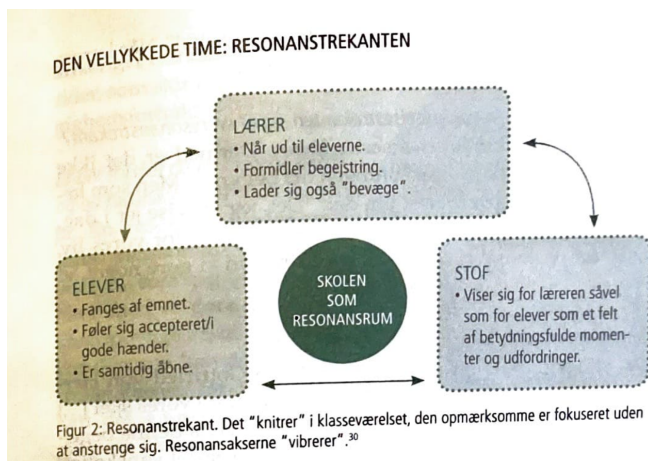 DEN VELLYKKEDE TIME: RESONANSTREKANTEN
LÆRER
• Når ud til eleverne.
• Formidler begejstring.
• Lader sig også "bevæge".
ELEVER
• Fanges af emnet.
• Føler sig accepteret/i
gode hænder.
• Er samtidig åbne.
SKOLEN
SOM
RESONANSRUM
STOF
• Viser sig for læreren såvel
som for elever som et felt
af betydningsfulde momen-
ter og udfordringer.
Figur 2: Resonanstrekant. Det "knitrer" i klasseværelset, den opmærksomme er fokuseret uden
at anstrenge sig. Resonansakserne "vibrerer".30